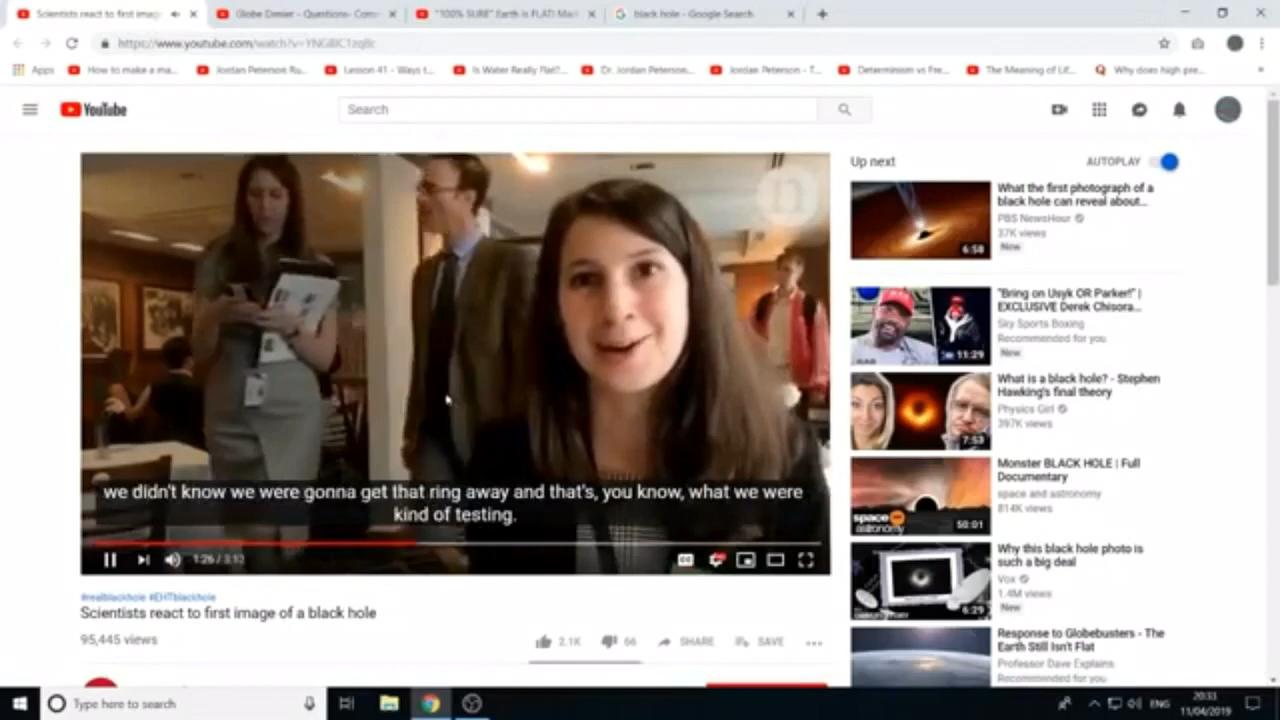 Scientists react to first imag
Globe Denier - Questions- Com
"100% SURE" Earth is FLAT! Ma
black hole - Google Search
https://www.youtube.com/watch?v=
Apps
How to make a ma...
Jordan Peterson Ru...
Lesson 41 - Ways t...
Is Water Really Flat?...
Dr. Jordan Peterson...
Jordan Peterson - T...
Determinism vs Fre...
The Meaning of Lif...
Why does high pre...
YouTube
Search
n
we didn't know we were gonna get that ring away and that's, you know, what we were
kind of testing.
1:26 / 3:13
#realblackhole #EHTblackhole
Scientists react to first image of a black hole
95,445 views
2.1K
66
SHARE
SAVE
Up next
AUTOPLAY
6:58
What the first photograph of a
black hole can reveal about...
PBS NewsHour
37K views
New
11:29
"Bring on Usyk OR Parker!" |
EXCLUSIVE Derek Chisora...
Sky Sports Boxing
Recommended for you
New
7:53
What is a black hole? - Stephen
Hawking's final theory
Physics Girl
397K views
space
astronomy
50:01
Monster BLACK HOLE | Full
Documentary
space and astronomy
814K views
6:29
Why this black hole photo is
such a big deal
Vox
1.4M views
New
Response to Globebusters - The
Earth Still Isn't Flat
Professor Dave Explains
Recommended for you
Type here to search
ENG
20:33
11/04/2019